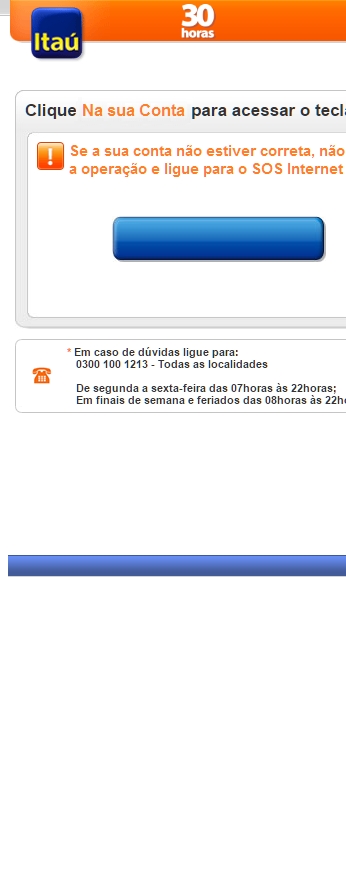 Itaú
30
horas
Clique Na sua Conta para acessar o tecla
Se a sua conta não estiver correta, não
a operação e ligue para o SOS Internet
* Em caso de dúvidas ligue para:
0300 100 1213 - Todas as localidades
De segunda a sexta-feira das 07horas às 22horas;
Em finais de semana e feriados das 08horas às 22ho